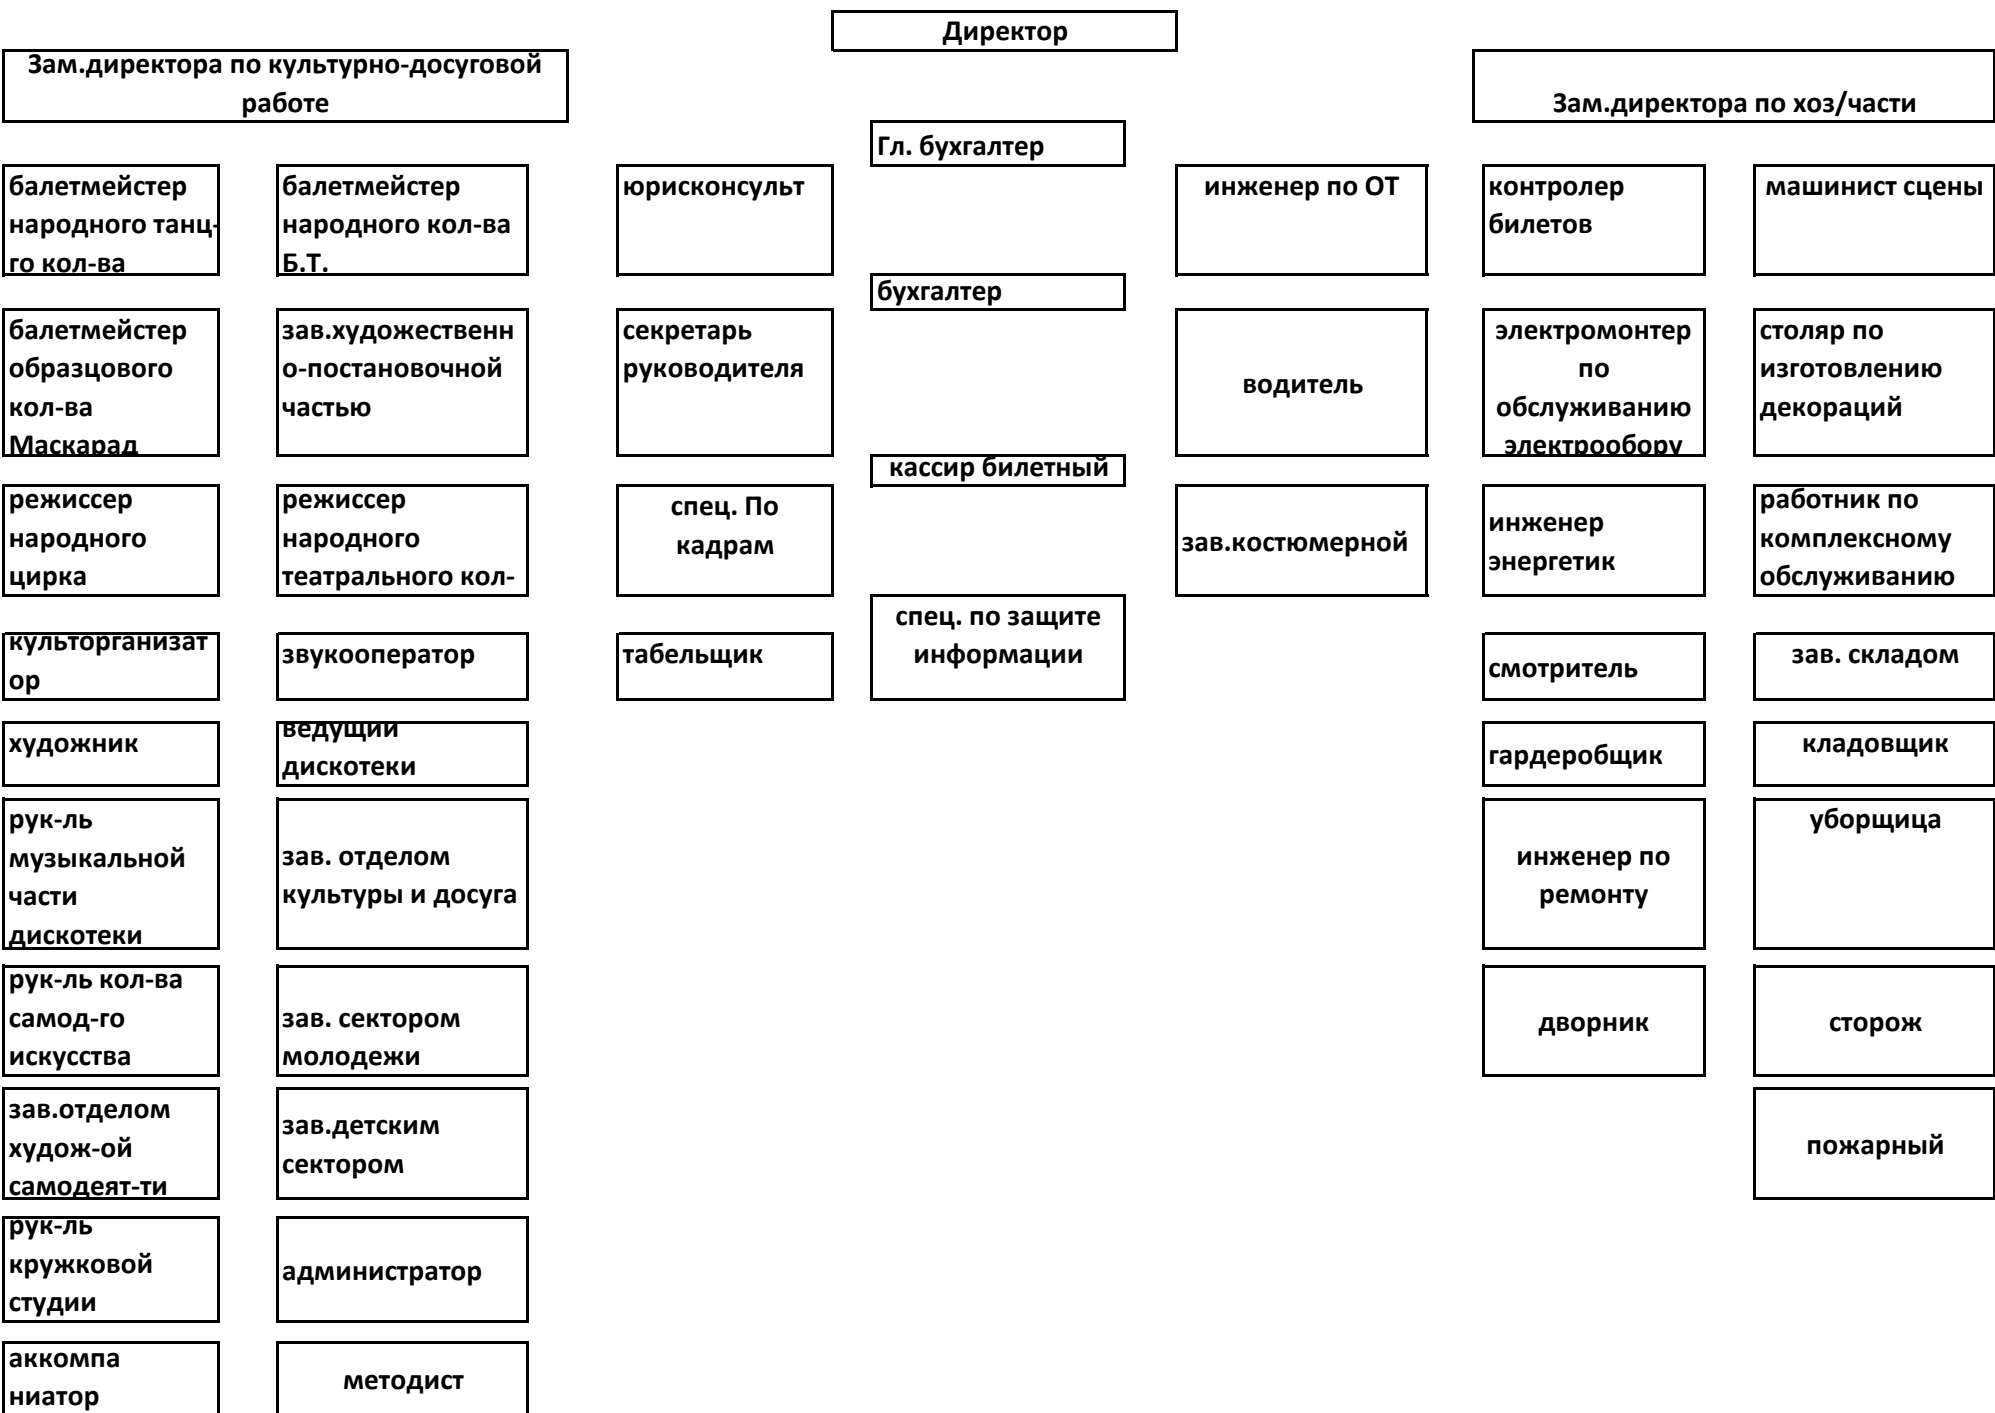 Директор
Зам.директора по культурно-досуговой
работе
Зам.директора по хоз/части
Гл. бухгалтер
балетмейстер
народного танц-
го кол-ва
балетмейстер
народного кол-ва
Б.Т.
юрисконсульт
инженер по ОТ
контролер
билетов
машинист сцены
бухгалтер
балетмейстер
образцового
кол-ва
Маскарад
зав.художественн
о-постановочной
частью
секретарь
руководителя
водитель
электромонтер
по
обслуживанию
электрообору
столяр по
изготовлению
декораций
кассир билетный
режиссер
народного
цирка
режиссер
народного
театрального кол-
спец. По
кадрам
зав.костюмерной
инженер
энергетик
работник по
комплексному
обслуживанию
спец. по защите
информации
культорганизат
ор
звукооператор
табельщик
смотритель
зав. складом
художник
ведущий
дискотеки
гардеробщик
кладовщик
рук-ль
музыкальной
части
дискотеки
зав. отделом
культуры и досуга
инженер по
ремонту
уборщица
рук-ль кол-ва
самод-го
искусства
зав. сектором
молодежи
дворник
сторож
зав.отделом
худож-ой
самодеят-ти
зав.детским
сектором
пожарный
рук-ль
кружковой
студии
администратор
аккомпа
ниатор
методист